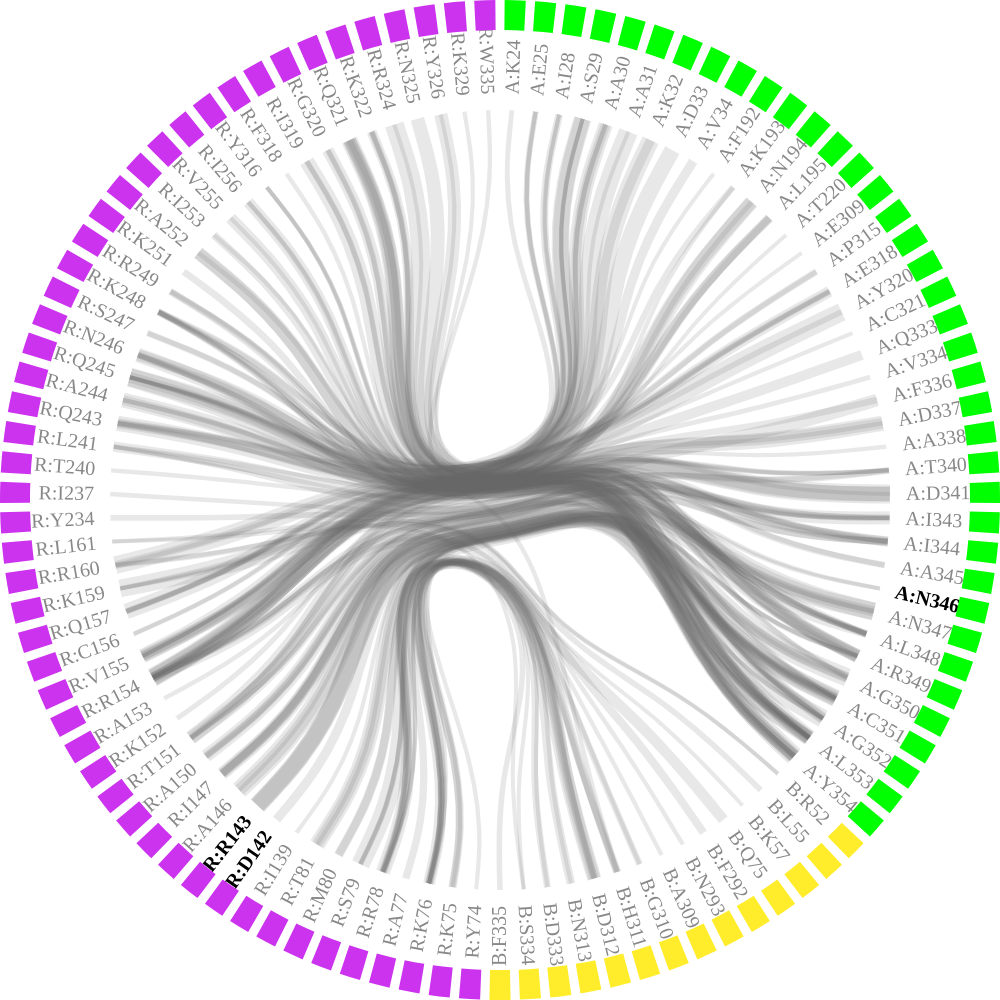 A:K24
A:E25
A:I28
A:S29
A:A30
A:A31
A:K32
A:D33
A:V34
A:F192
A:K193
A:N194
A:L195
A:T220
A:E309
A:P315
A:E318
A:Y320
A:C321
A:Q333
A:V334
A:F336
A:D337
A:A338
A:T340
A:D341
A:I343
A:I344
A:A345
A:N346
A:N347
A:L348
A:R349
A:G350
A:C351
A:G352
A:L353
A:Y354
B:R52
B:L55
B:K57
B:Q75
B:F292
B:N293
B:A309
B:G310
B:H311
B:D312
B:N313
B:D333
B:S334
B:F335
R:Y74
R:K75
R:K76
R:A77
R:R78
R:S79
R:M80
R:T81
R:I139
R:D142
R:R143
R:A146
R:I147
R:A150
R:T151
R:K152
R:A153
R:R154
R:V155
R:C156
R:Q157
R:K159
R:R160
R:L161
R:Y234
R:I237
R:T240
R:L241
R:Q243
R:A244
R:Q245
R:N246
R:S247
R:K248
R:R249
R:K251
R:A252
R:I253
R:V255
R:I256
R:Y316
R:F318
R:I319
R:G320
R:Q321
R:K322
R:R324
R:N325
R:Y326
R:K329
R:W335